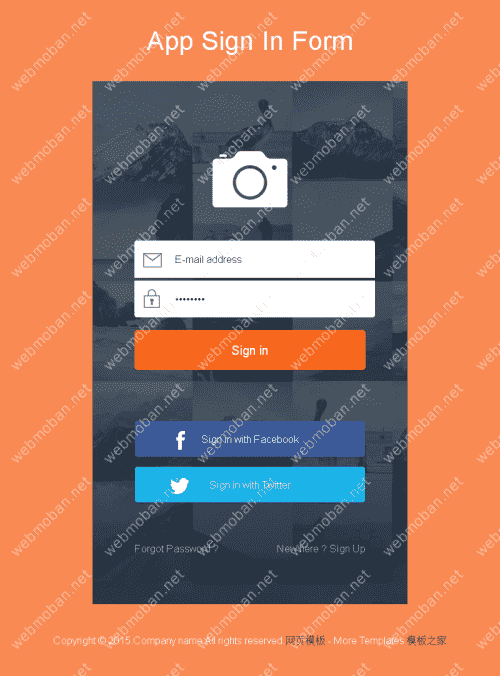 App Sign In Form
E-mail address
••••••••
Sign in
Sign in with Facebook
Sign in with Twitter
Forgot Password ?
New here ? Sign Up
Copyright © 2015.Company name All rights reserved.网页模板 - More Templates 模板之家
webmoban.net